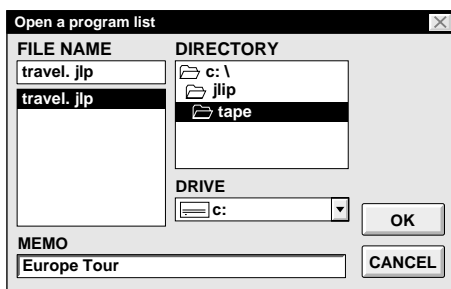 Open a program list
FILE NAME
travel. jlp
travel. jlp
DIRECTORY
c: \
jlip
tape
DRIVE
c:
MEMO
Europe Tour
OK
CANCEL